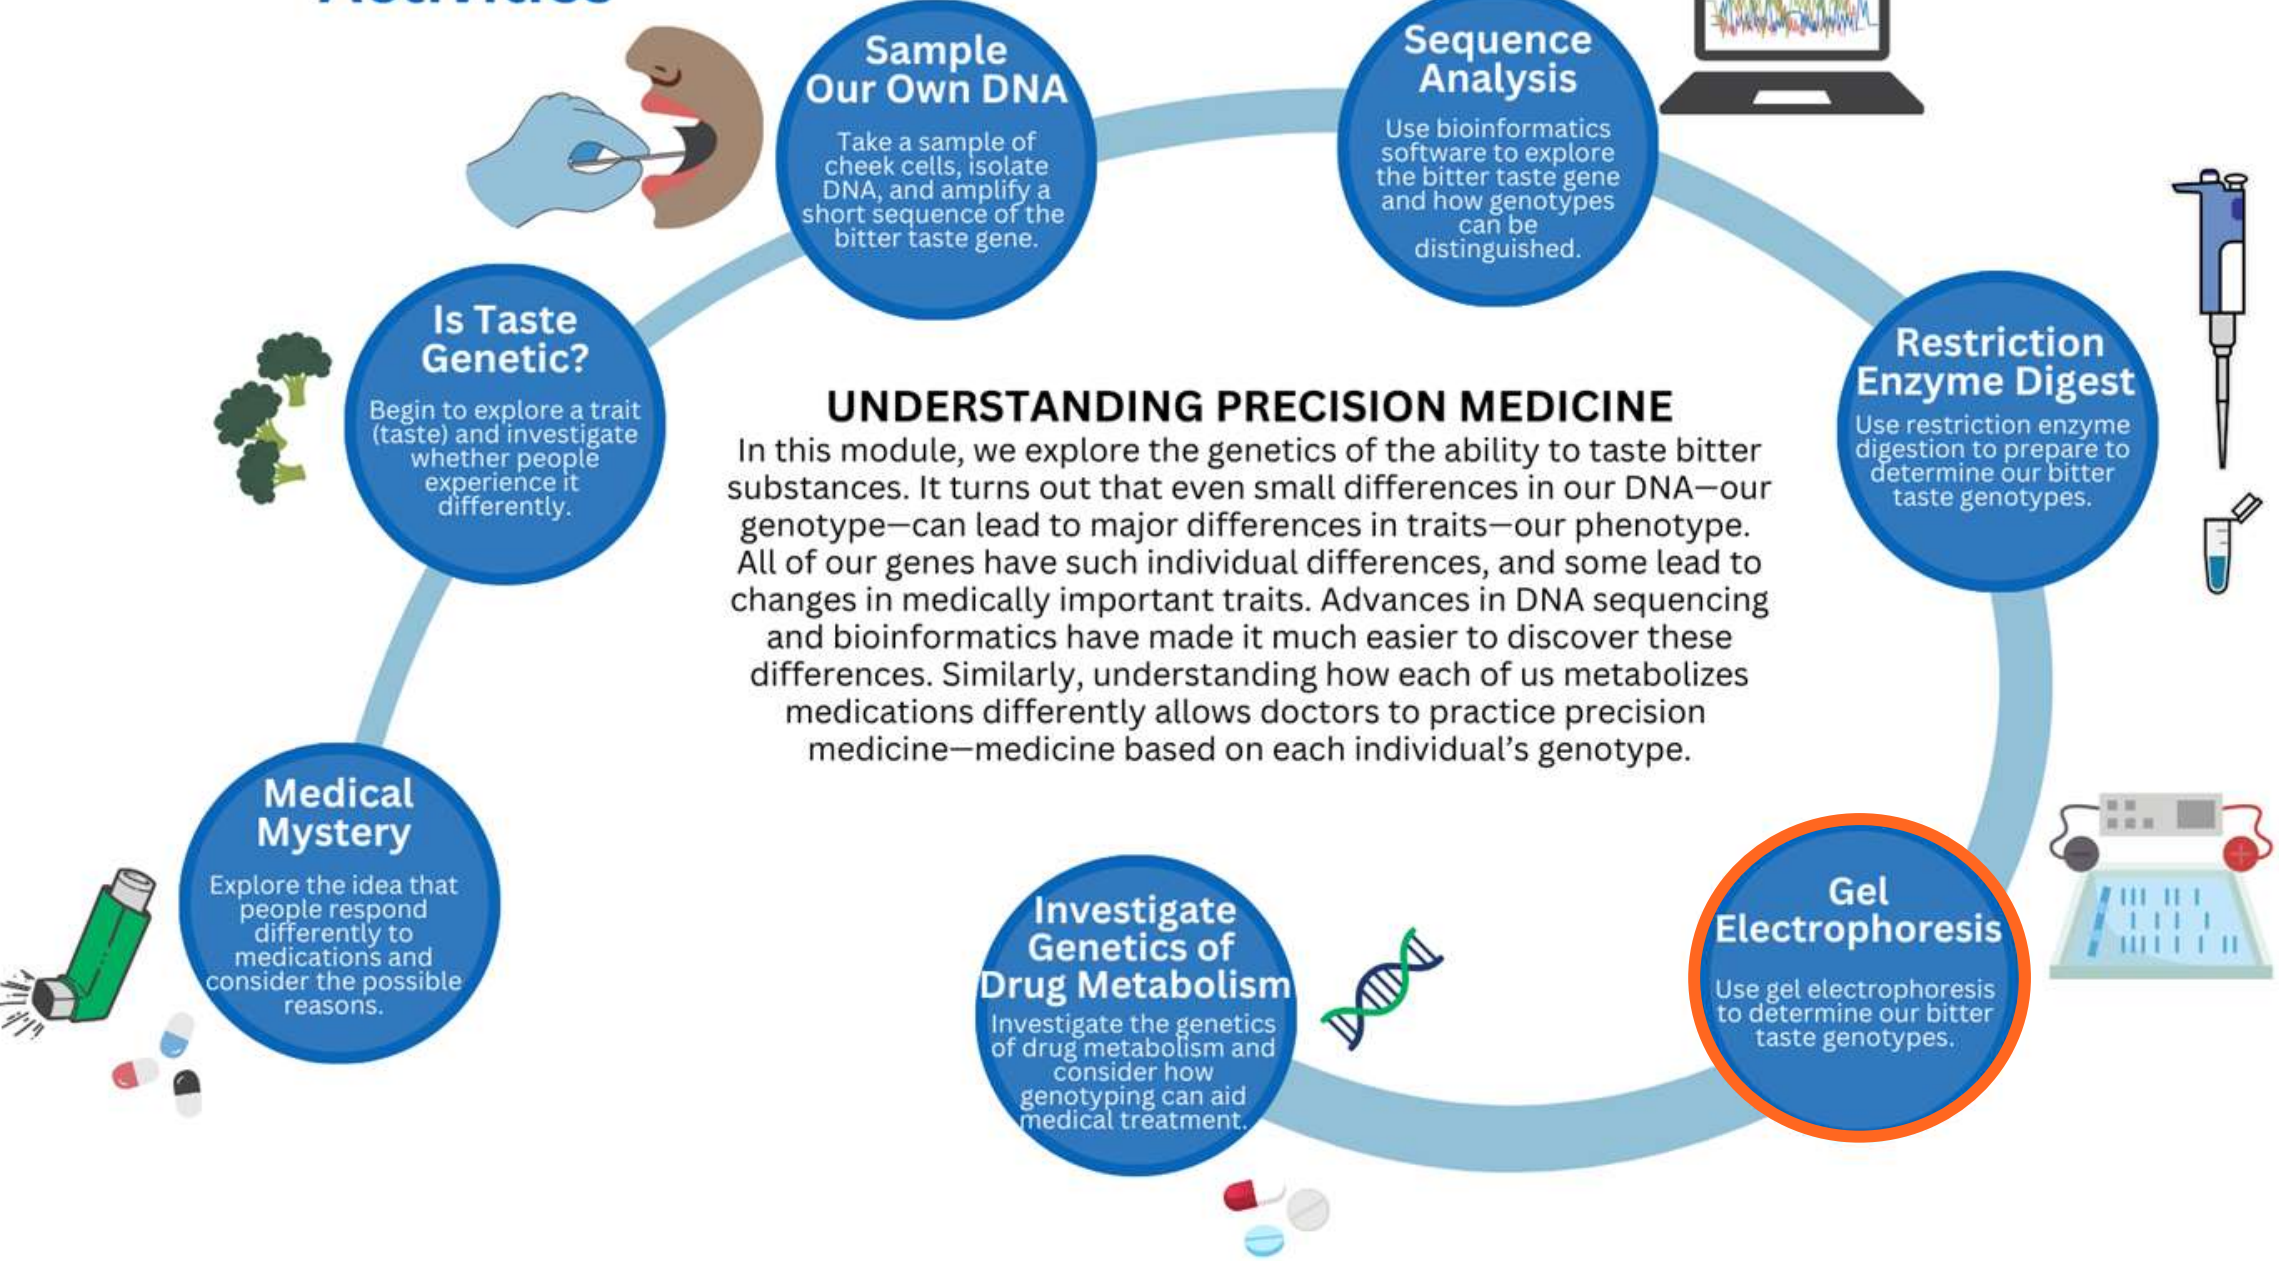 Activities
Sample
Our Own DNA
Take a sample of
cheek cells, isolate
DNA, and amplify a
short sequence of the
bitter taste gene.
Sequence
Analysis
Use bioinformatics
software to explore
the bitter taste gene
and how genotypes
can be
distinguished.
Is Taste
Genetic?
Begin to explore a trait
(taste) and investigate
whether people
experience it
differently.
Restriction
Enzyme Digest
Use restriction enzyme
digestion to prepare to
determine our bitter
taste genotypes.
UNDERSTANDING PRECISION MEDICINE
In this module, we explore the genetics of the ability to taste bitter
substances. It turns out that even small differences in our DNA—our
genotype—can lead to major differences in traits—our phenotype.
All of our genes have such individual differences, and some lead to
changes in medically important traits. Advances in DNA sequencing
and bioinformatics have made it much easier to discover these
differences. Similarly, understanding how each of us metabolizes
medications differently allows doctors to practice precision
medicine—medicine based on each individual’s genotype.
Medical
Mystery
Explore the idea that
people respond
differently to
medications and
consider the possible
reasons.
Investigate
Genetics of
Drug Metabolism
Investigate the genetics
of drug metabolism and
consider how
genotyping can aid
medical treatment.
Gel
Electrophoresis
Use gel electrophoresis
to determine our bitter
taste genotypes.